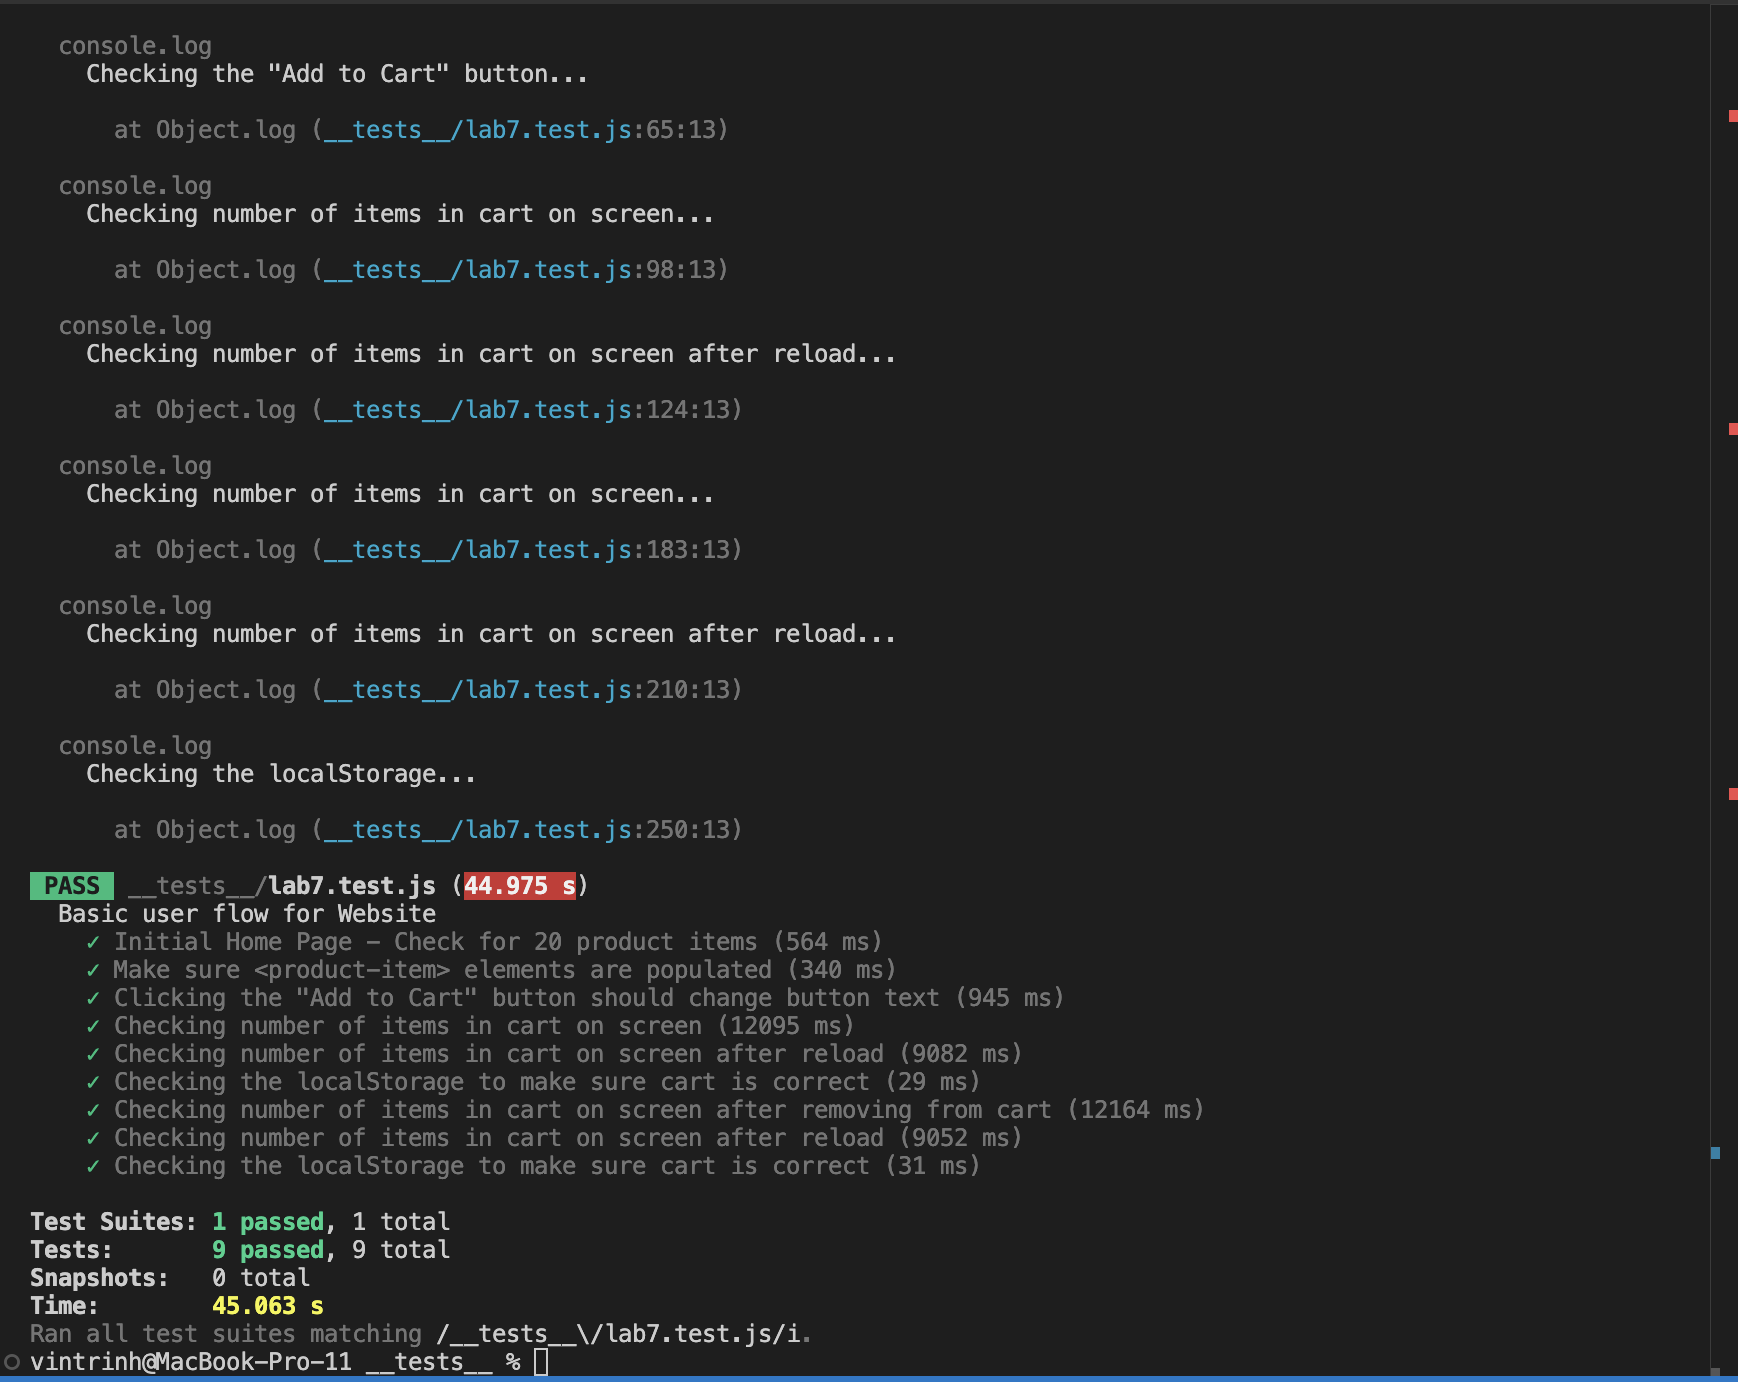 console.log
Checking the "Add to Cart" button...
at Object.log (__tests__/lab7.test.js:65:13)
console.log
Checking number of items in cart on screen...
at Object.log (__tests__/lab7.test.js:98:13)
console.log
Checking number of items in cart on screen after reload...
at Object.log (__tests__/lab7.test.js:124:13)
console.log
Checking number of items in cart on screen...
at Object.log (__tests__/lab7.test.js:183:13)
console.log
Checking number of items in cart on screen after reload...
at Object.log (__tests__/lab7.test.js:210:13)
console.log
Checking the localStorage...
at Object.log (__tests__/lab7.test.js:250:13)
PASS __tests__/lab7.test.js (44.975 s)
Basic user flow for Website
✓ Initial Home Page - Check for 20 product items (564 ms)
✓ Make sure <product-item> elements are populated (340 ms)
✓ Clicking the "Add to Cart" button should change button text (945 ms)
✓ Checking number of items in cart on screen (12095 ms)
✓ Checking number of items in cart on screen after reload (9082 ms)
✓ Checking the localStorage to make sure cart is correct (29 ms)
✓ Checking number of items in cart on screen after removing from cart (12164 ms)
✓ Checking number of items in cart on screen after reload (9052 ms)
✓ Checking the localStorage to make sure cart is correct (31 ms)
Test Suites: 1 passed, 1 total
Tests: 9 passed, 9 total
Snapshots: 0 total
Time: 45.063 s
Ran all test suites matching /__tests__\/lab7.test.js/i.
vintrinh@MacBook-Pro-11 __tests__ %